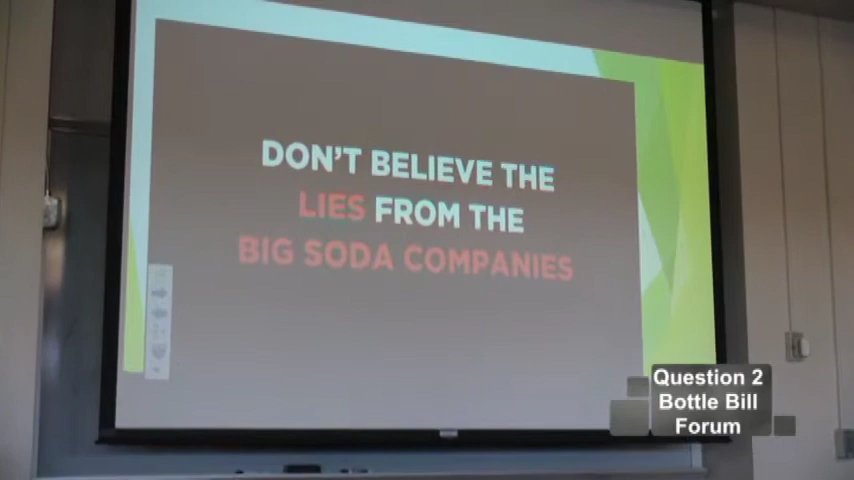 DON'T BELIEVE THE
LIES FROM THE
BIG SODA COMPANIES
Question 2
Bottle Bill
Forum